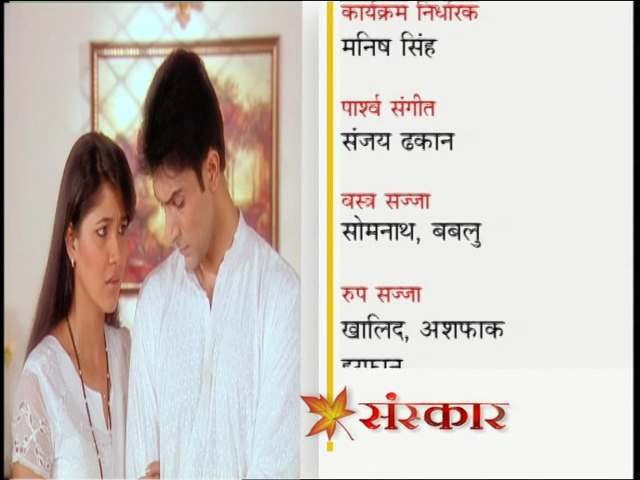 कार्यक्रम निर्धारक
मनिष सिंह
पार्श्व संगीत
संजय ढकान
वस्त्र सज्जा
सोमनाथ, बबलु
रुप सज्जा
खालिद, अशफाक
संस्कार